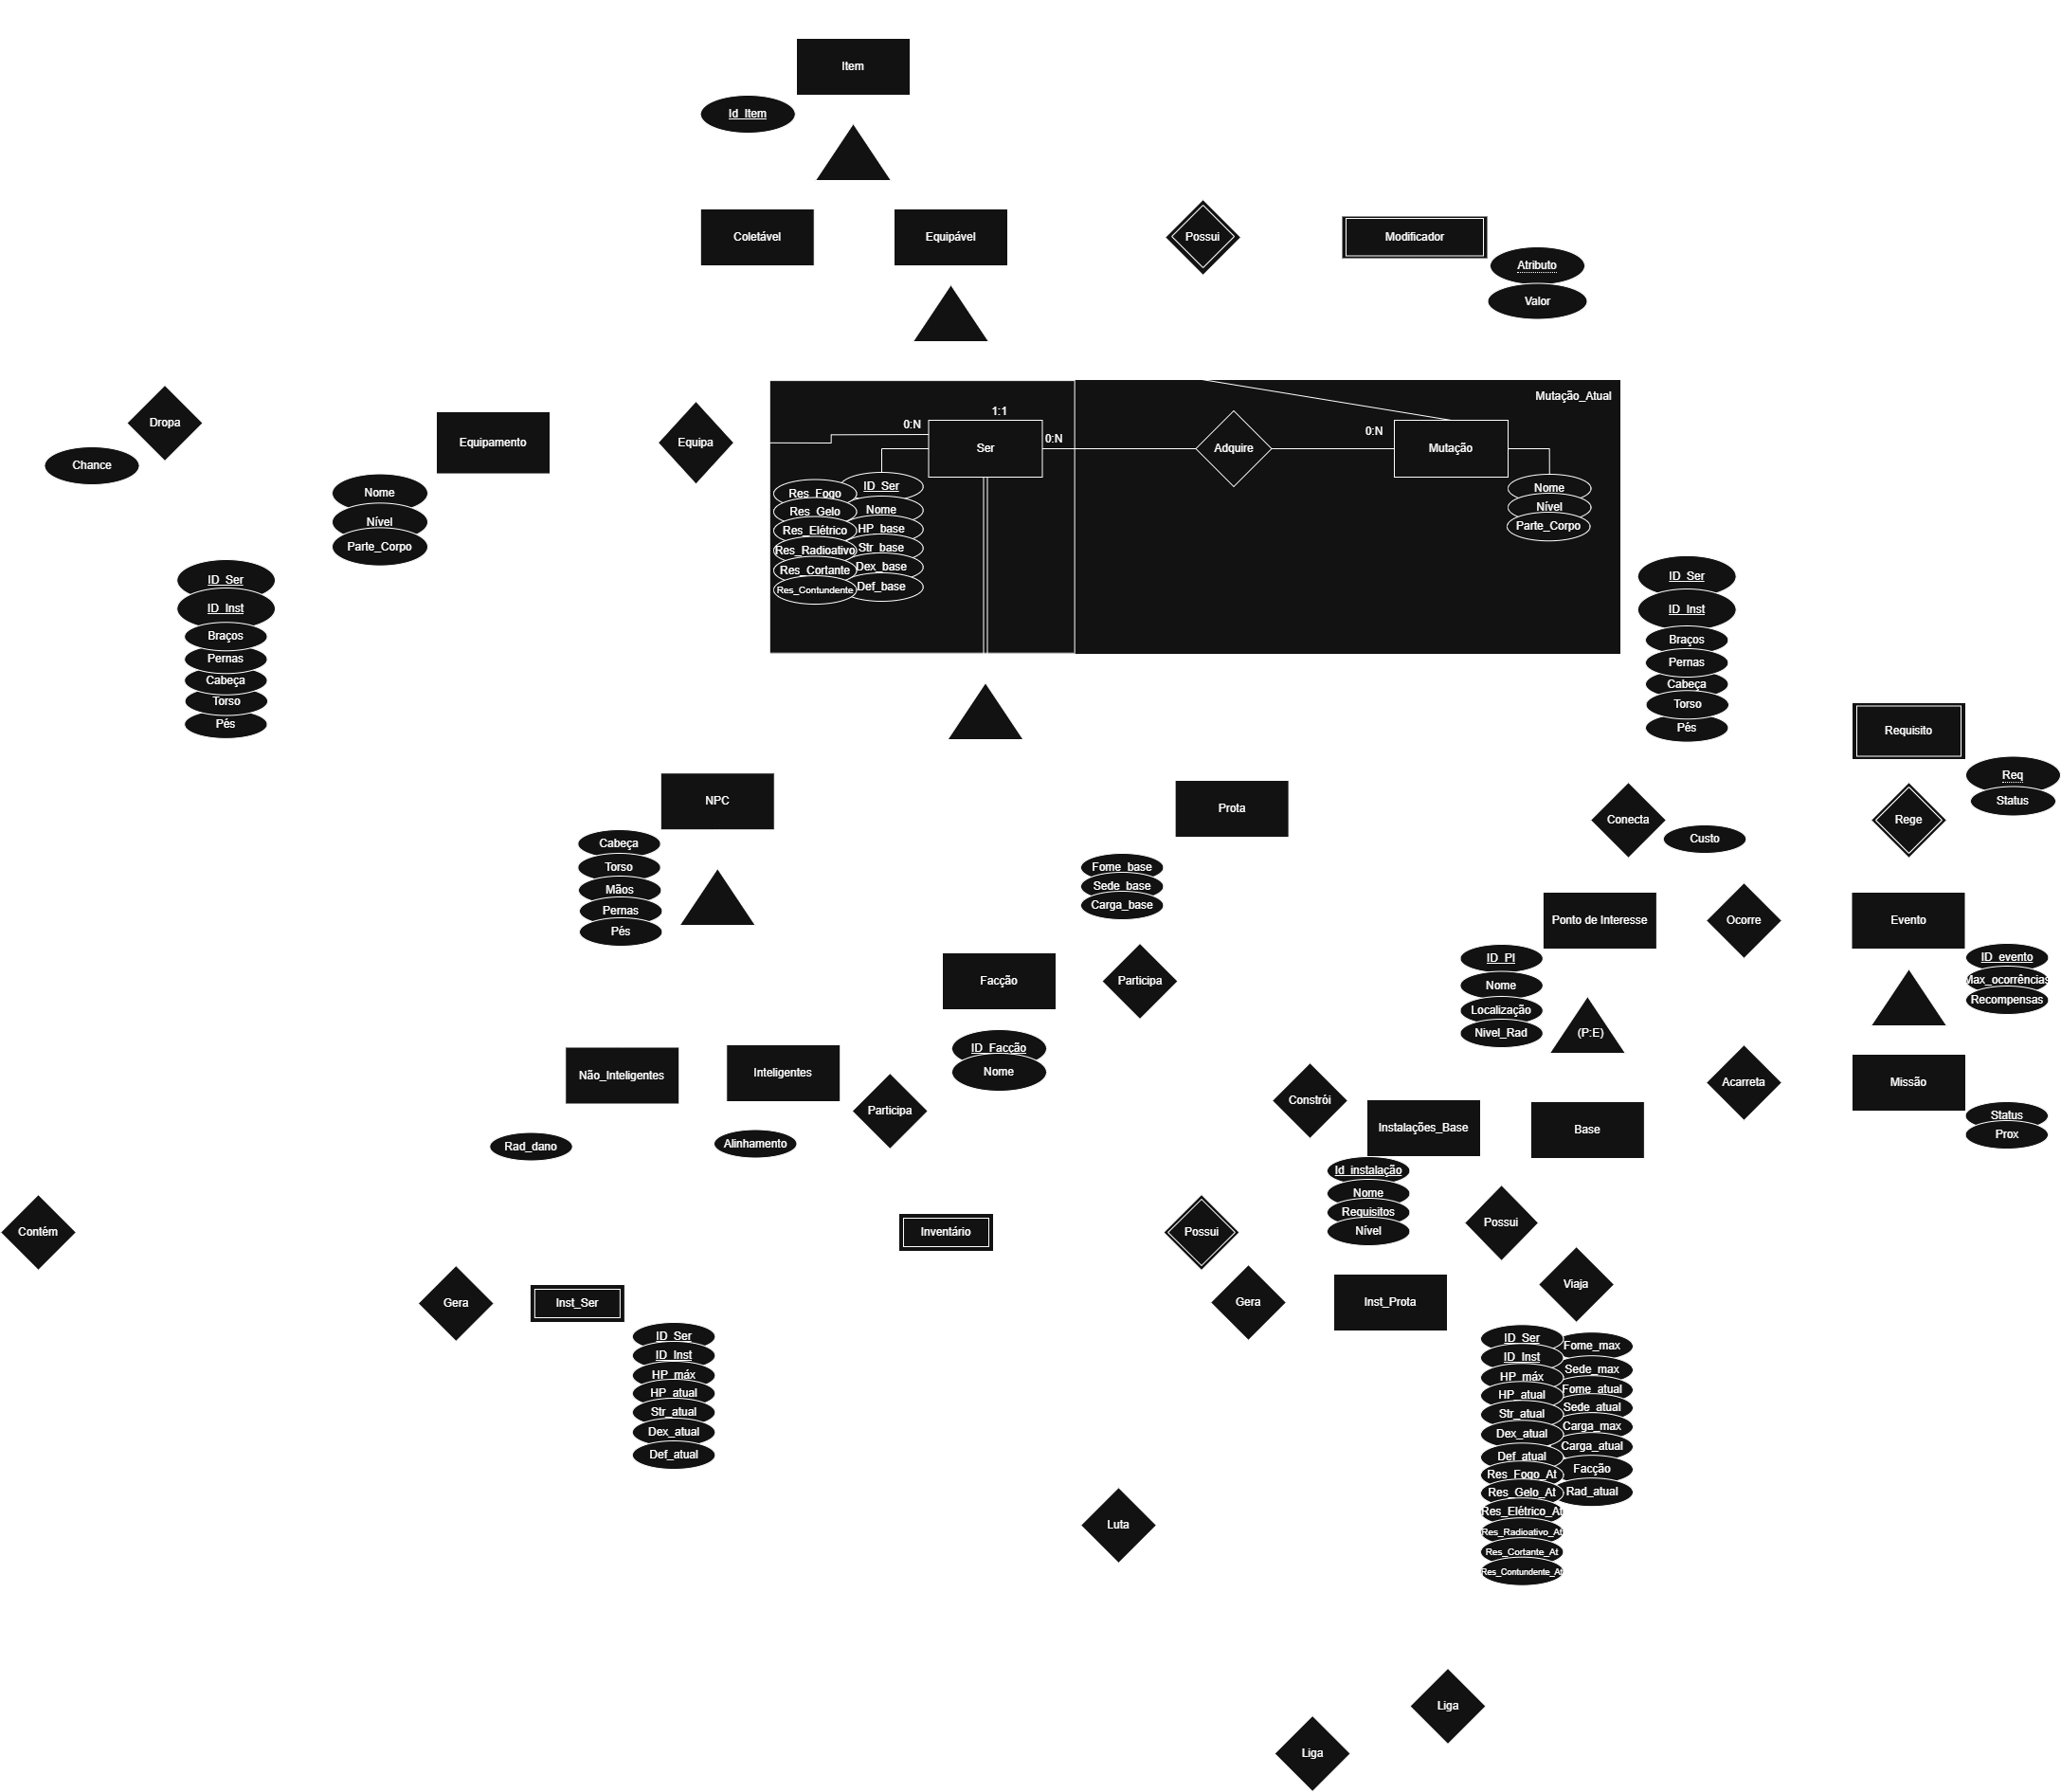 Item
Id_Item
Coletável
Equipável
Possui
Modificador
Atributo
Valor
Dropa
Chance
Equipamento
Nome
Nível
Parte_Corpo
Equipa
Mutação_Atual
1:1
0:N
Ser
0:N
Adquire
0:N
Mutação
Res_Fogo
Res_Gelo
Res_Elétrico
Res_Radioativo
Res_Cortante
Res_Contundente
ID_Ser
Nome
HP_base
Str_base
Dex_base
Def_base
Nome
Nível
Parte_Corpo
ID_Ser
ID_Inst
Braços
Pernas
Cabeça
Torso
Pés
ID_Ser
ID_Inst
Braços
Pernas
Cabeça
Torso
Pés
Requisito
Req
Status
NPC
Cabeça
Torso
Mãos
Pernas
Pés
Prota
Fome_base
Sede_base
Carga_base
Conecta
Custo
Rege
Ponto de Interesse
ID_PI
Nome
Localização
Nivel_Rad
(P:E)
Ocorre
Evento
ID_evento
Max_ocorrências
Recompensas
Facção
ID_Facção
Nome
Participa
Não_Inteligentes
Rad_dano
Inteligentes
Alinhamento
Participa
Constrói
Instalações_Base
Id_instalação
Nome
Requisitos
Nível
Base
Acarreta
Missão
Status
Prox
Contém
Inventário
Possui
Possui
Viaja
Gera
Inst_Ser
ID_Ser
ID_Inst
HP_máx
HP_atual
Str_atual
Dex_atual
Def_atual
Gera
Inst_Prota
ID_Ser
ID_Inst
HP_máx
HP_atual
Str_atual
Dex_atual
Def_atual
Res_Fogo_At
Res_Gelo_At
Res_Elétrico_At
Res_Radioativo_At
Res_Cortante_At
Res_Contundente_At
Fome_max
Sede_max
Fome_atual
Sede_atual
Carga_max
Carga_atual
Facção
Rad_atual
Luta
Liga
Liga